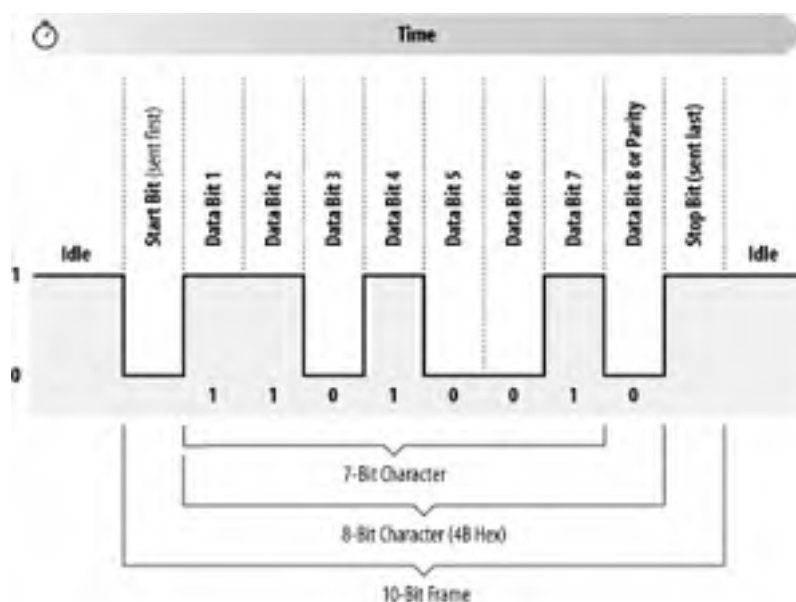 Time
Start Bit (sent first)
Data Bit 1
Data Bit 2
Data Bit 3
Data Bit 4
Data Bit 5
Data Bit 6
Data Bit 7
Data Bit 8 or Parity
Stop Bit (sent last)
Idle
Idle
1
0
1 1 0 1 0 0 1 0
7-Bit Character
8-Bit Character (4B Hex)
10-Bit Frame